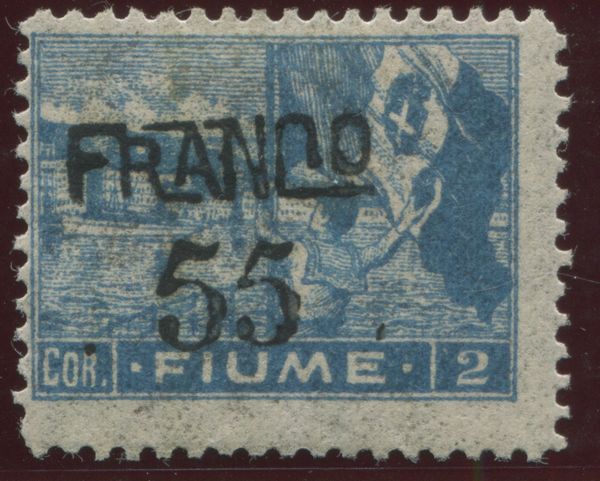 FRANCO
55
COR. · FIUME · 2